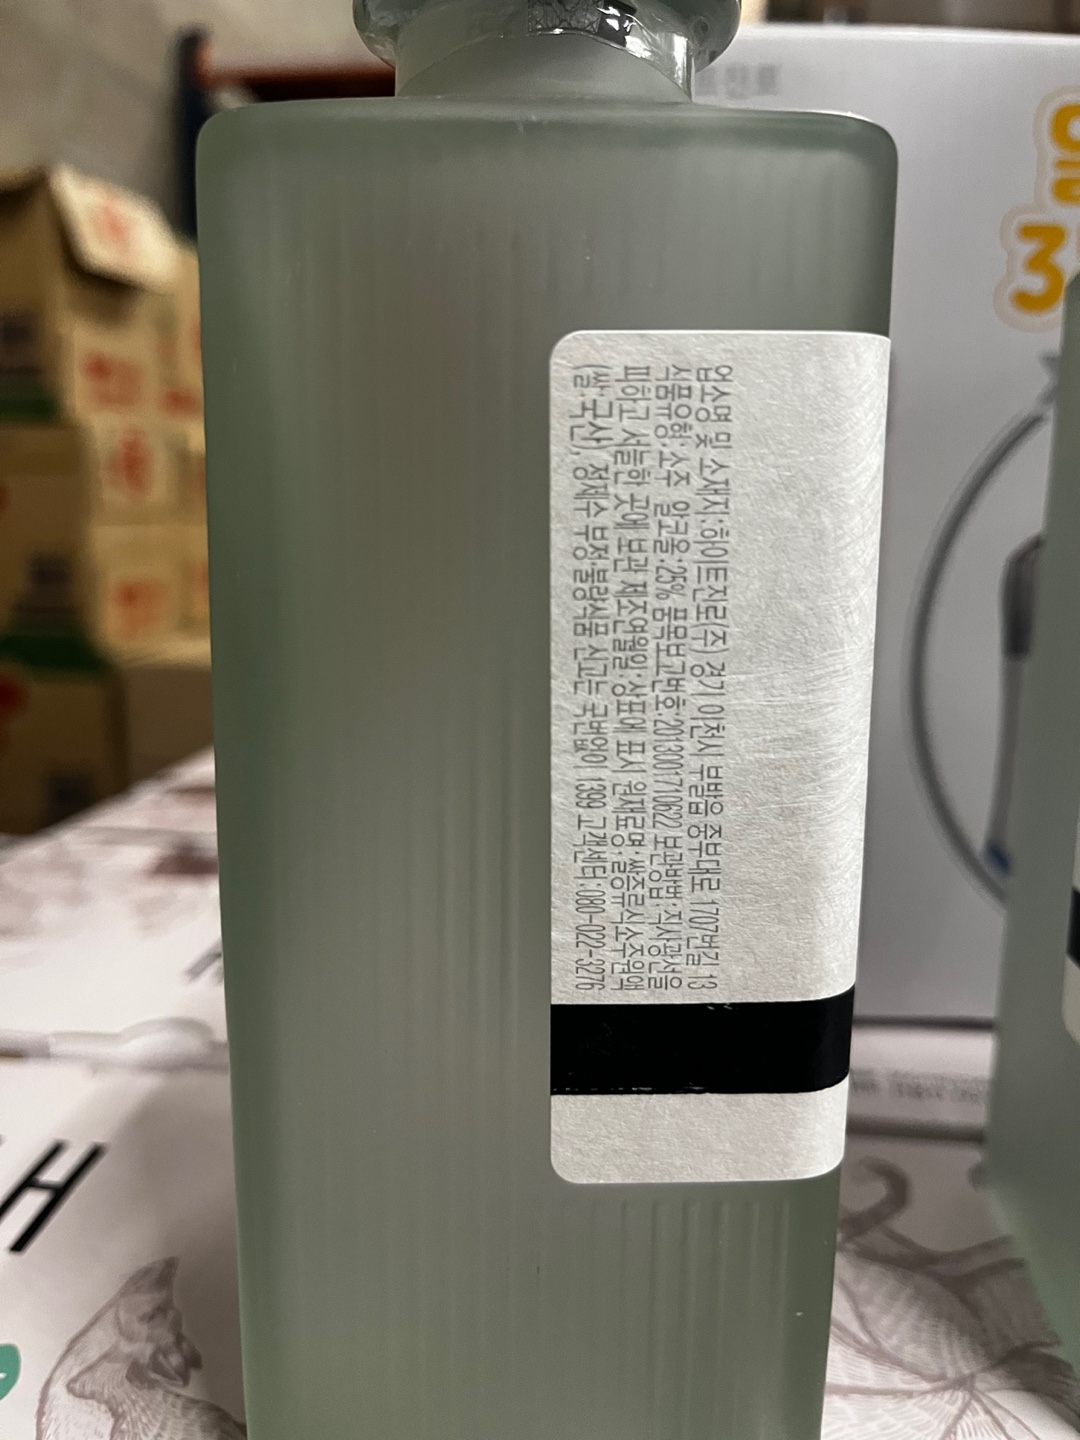 업소명 및 소재지:하이트진로(주) 경기 이천시 부발읍 중부대로 1707번길 13
식품유형:소주 알코올:25% 품목보고번호:2013001710622 보관방법:직사광선을
피하고 서늘한 곳에 보관 제조연월일:상표에 표시 원재료명:쌀증류식소주원액
(쌀:국산), 정제수 부정·불량식품 신고는 국번없이 1399 고객센터:080-022-3276
3
H